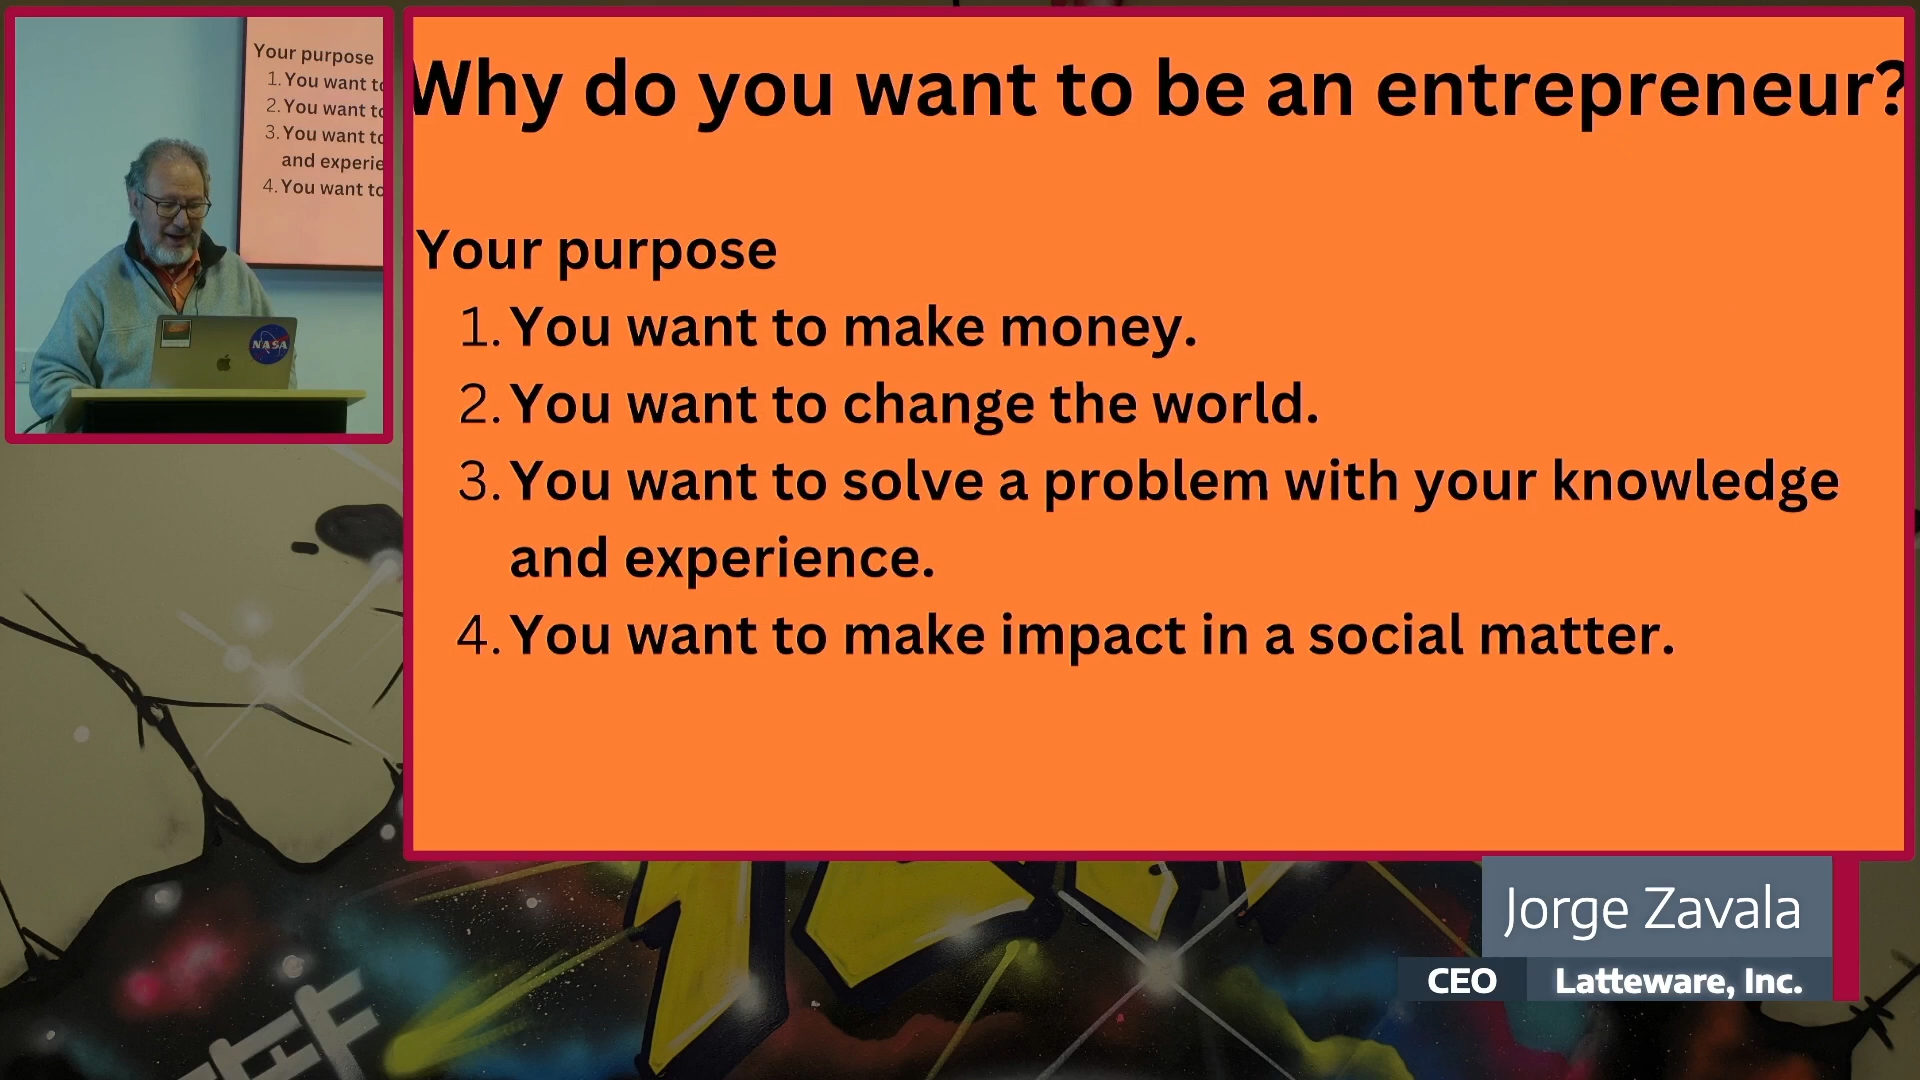 Your purpose
1. You want to
2. You want to
3. You want to
and experie
4. You want to
NASA
Why do you want to be an entrepreneur?
Your purpose
1. You want to make money.
2. You want to change the world.
3. You want to solve a problem with your knowledge
and experience.
4. You want to make impact in a social matter.
Jorge Zavala
CEO Latteware, Inc.